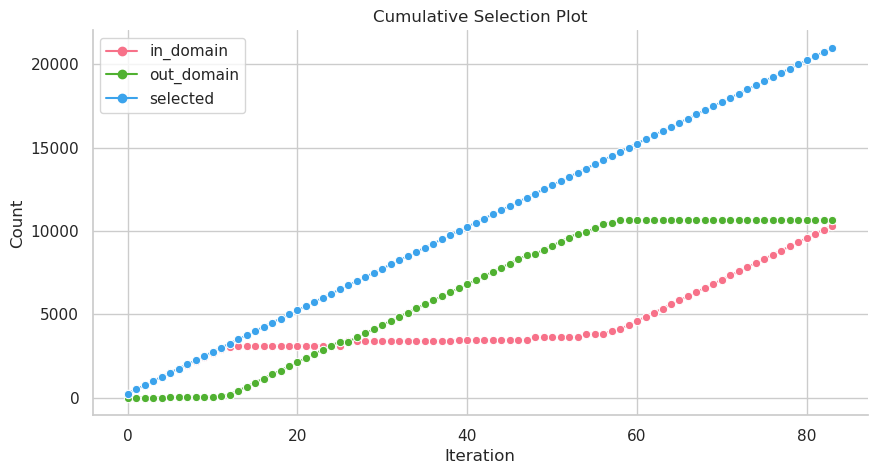 Cumulative Selection Plot
in_domain
out_domain
selected
20000
15000
10000
5000
0
Count
0 20 40 60 80
Iteration